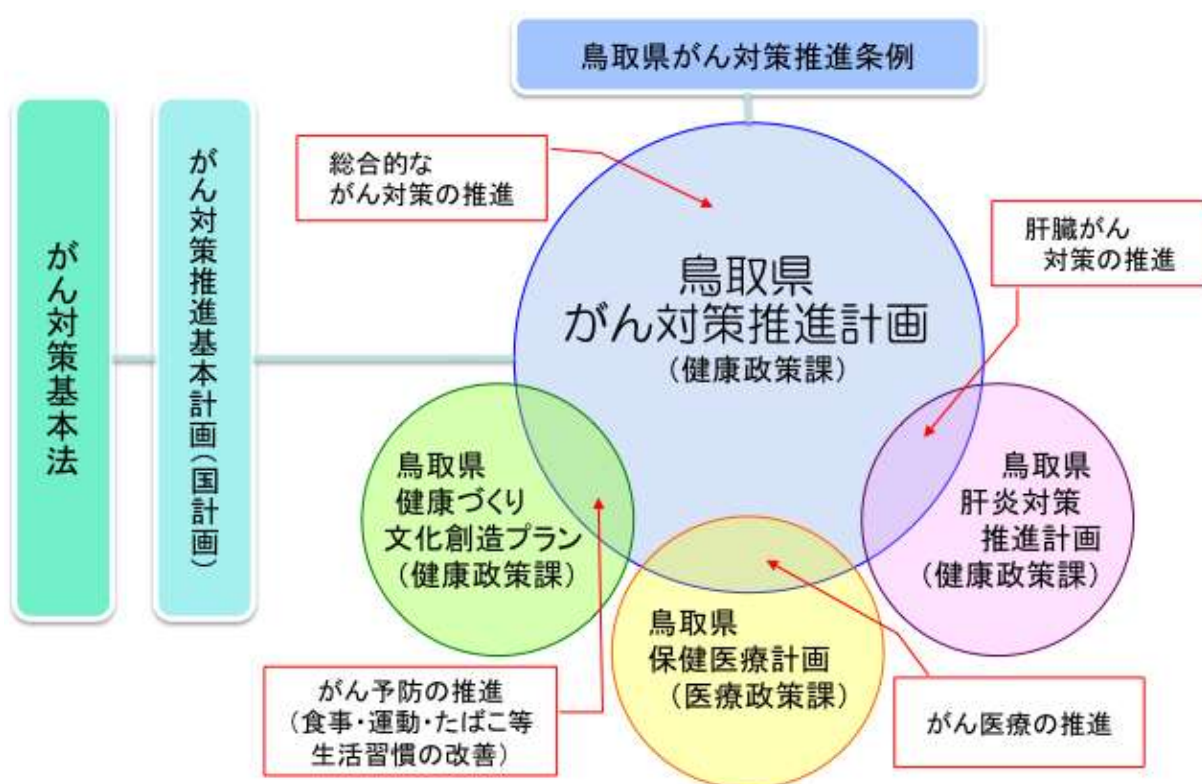 鳥取県がん対策推進条例
がん対策基本法
がん対策推進基本計画(国計画)
総合的な
がん対策の推進
肝臓がん
対策の推進
鳥取県
がん対策推進計画
(健康政策課)
鳥取県
健康づくり
文化創造プラン
(健康政策課)
鳥取県
肝炎対策
推進計画
(健康政策課)
鳥取県
保健医療計画
(医療政策課)
がん予防の推進
(食事・運動・たばこ等
生活習慣の改善)
がん医療の推進